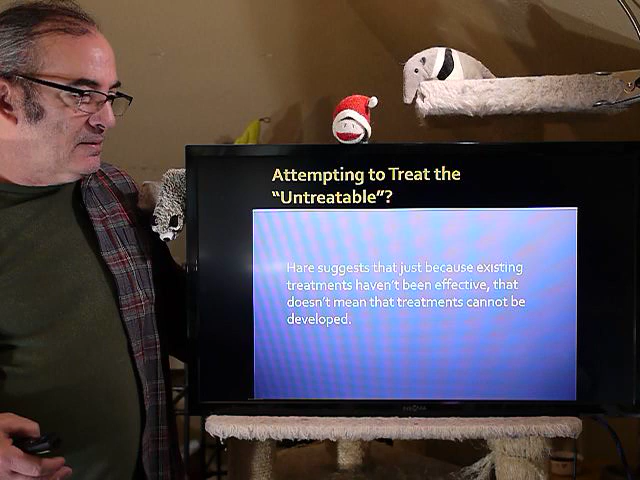 Attempting to Treat the
“Untreatable”?
Hare suggests that just because existing
treatments haven’t been effective, that
doesn’t mean that treatments cannot be
developed.
INSIGNIA